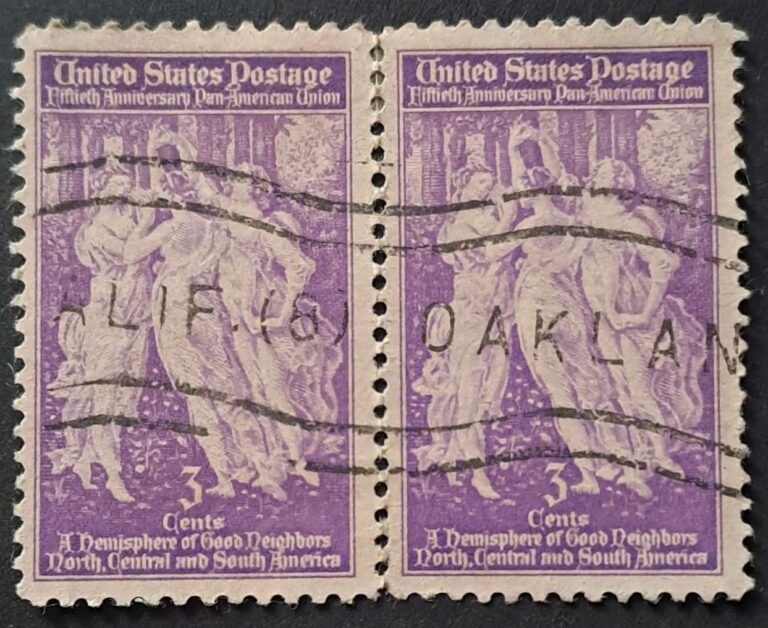 United States Postage
Fiftieth Anniversary Pan-American Union
3
Cents
A Hemisphere of Good Neighbors
North, Central and South America
United States Postage
Fiftieth Anniversary Pan-American Union
3
Cents
A Hemisphere of Good Neighbors
North, Central and South America
ALIF. (8) OAKLAN